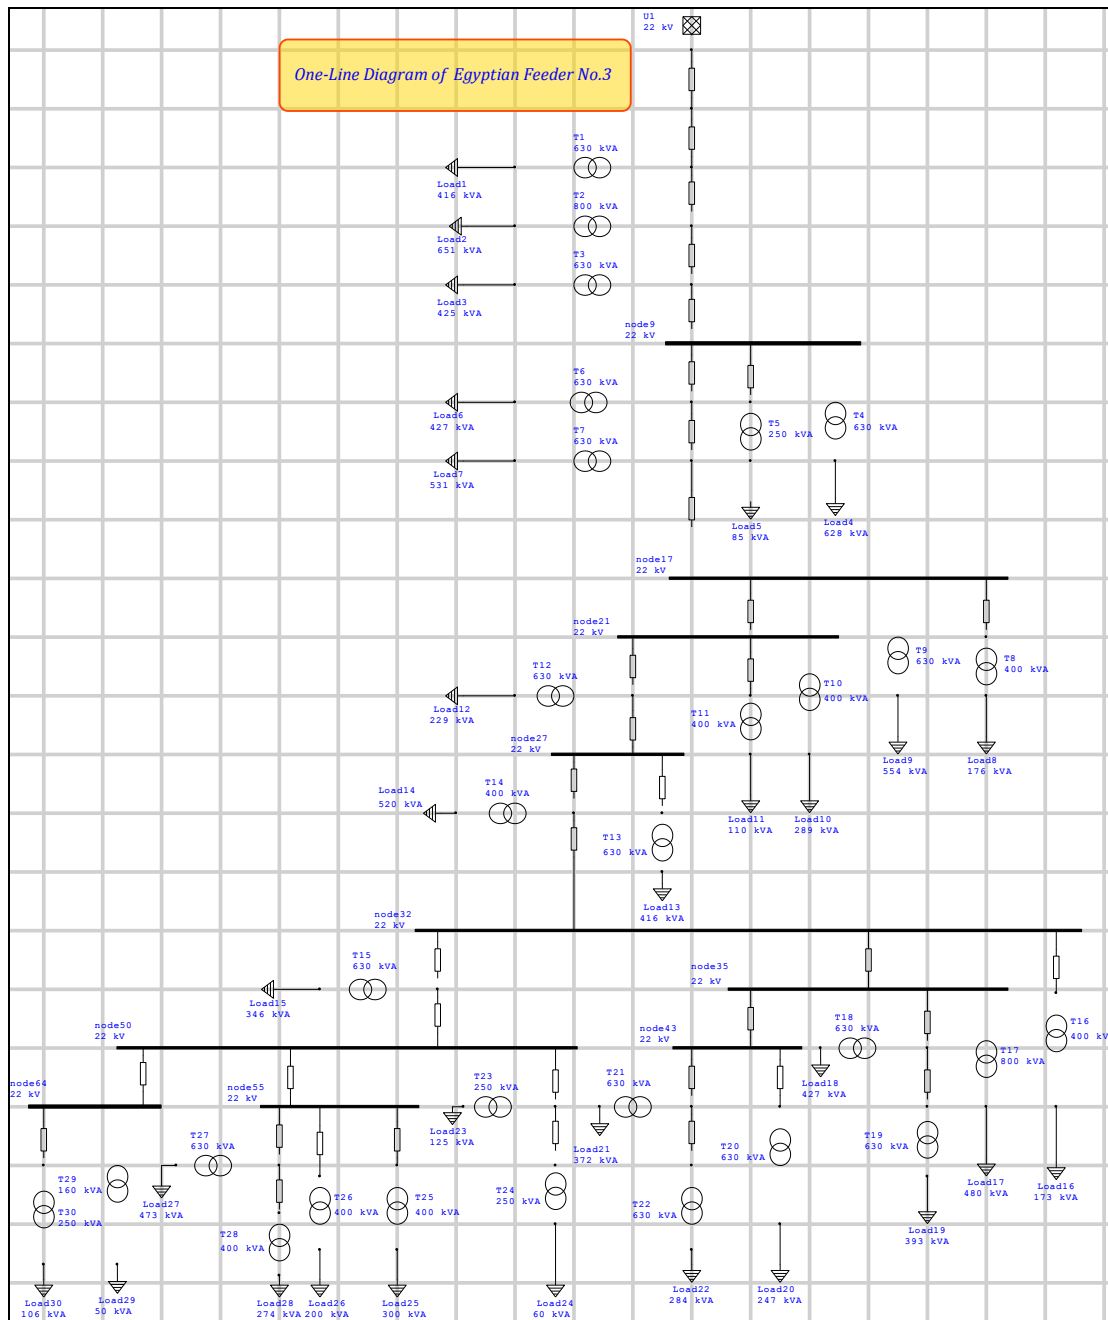 U1
22 kV
One-Line Diagram of Egyptian Feeder No.3
T1
630 kVA
Load1
416 kVA
T2
800 kVA
Load2
651 kVA
T3
630 kVA
Load3
425 kVA
node9
22 kV
T6
630 kVA
Load6
427 kVA
T5
250 kVA
T4
630 kVA
T7
630 kVA
Load7
531 kVA
Load5
85 kVA
Load4
628 kVA
node17
22 kV
node21
22 kV
T12
630 kVA
Load12
229 kVA
T9
630 kVA
T8
400 kVA
T10
400 kVA
T11
400 kVA
node27
22 kV
Load9
554 kVA
Load8
176 kVA
T14
400 kVA
Load14
520 kVA
T13
630 kVA
Load11
110 kVA
Load10
289 kVA
Load13
416 kVA
node32
22 kV
T15
630 kVA
Load15
346 kVA
node35
22 kV
node50
22 kV
node43
22 kV
T18
630 kVA
T16
400 kVA
T17
800 kVA
Load18
427 kVA
node64
22 kV
node55
22 kV
T23
250 kVA
Load23
125 kVA
T21
630 kVA
Load21
372 kVA
T27
630 kVA
T20
630 kVA
T19
630 kVA
T29
160 kVA
Load27
473 kVA
T30
250 kVA
T24
250 kVA
Load17
480 kVA
Load16
173 kVA
T26
400 kVA
T25
400 kVA
T22
630 kVA
T28
400 kVA
Load19
393 kVA
Load30
106 kVA
Load29
50 kVA
Load28
274 kVA
Load26
200 kVA
Load25
300 kVA
Load24
60 kVA
Load22
284 kVA
Load20
247 kVA